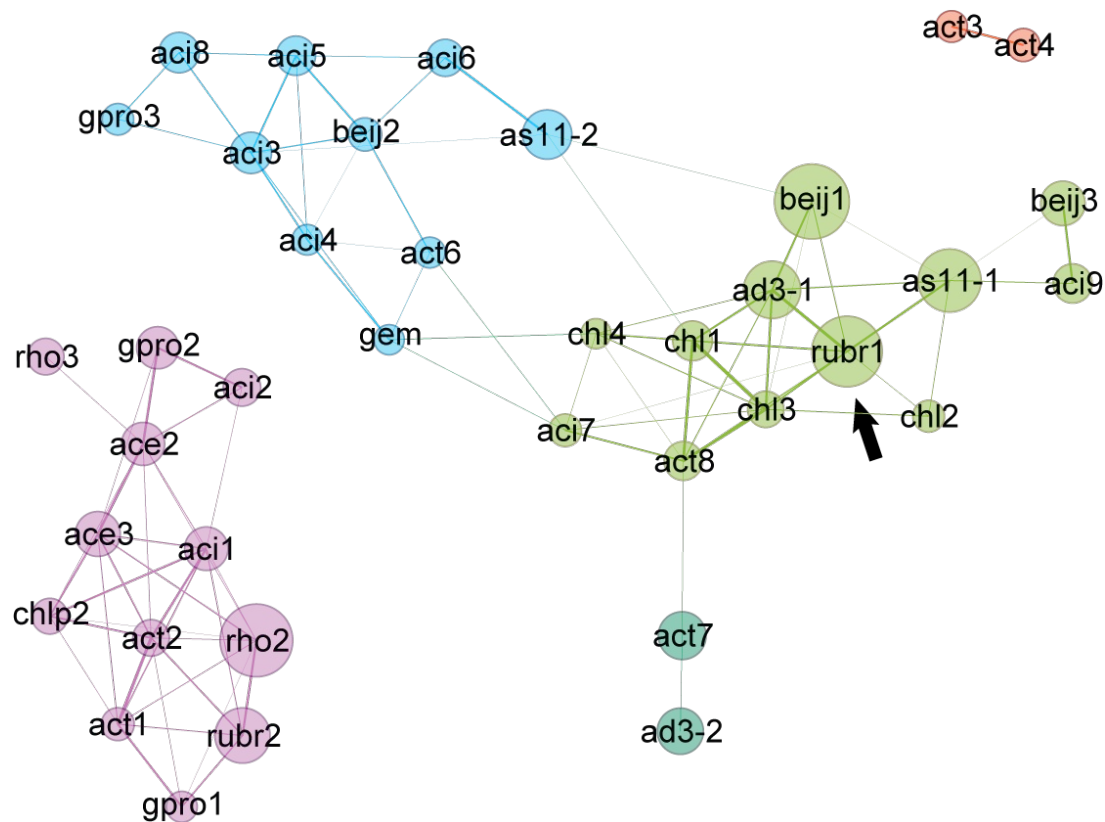 act3
act4
aci8
aci5
aci6
gpro3
aci3
beij2
as11-2
beij1
beij3
aci4
act6
ad3-1
as11-1
aci9
gem
chl4
chl1
rubr1
rho3
gpro2
aci2
chl3
chl2
ace2
aci7
act8
ace3
aci1
chlp2
act2
rho2
act7
act1
rubr2
ad3-2
gpro1